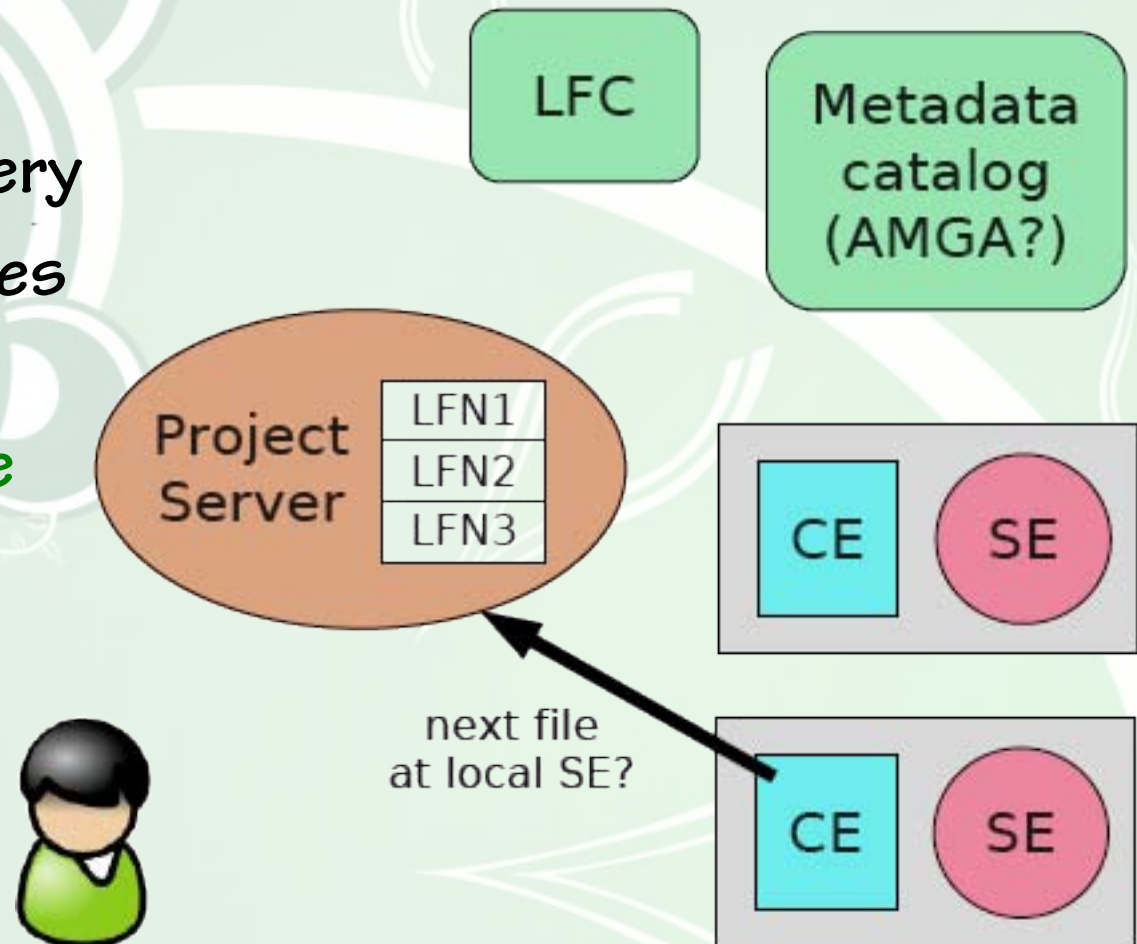 LFC
Metadata
catalog
(AMGA?)
Project
Server
LFN1
LFN2
LFN3
CE
SE
next file
at local SE?
CE
SE